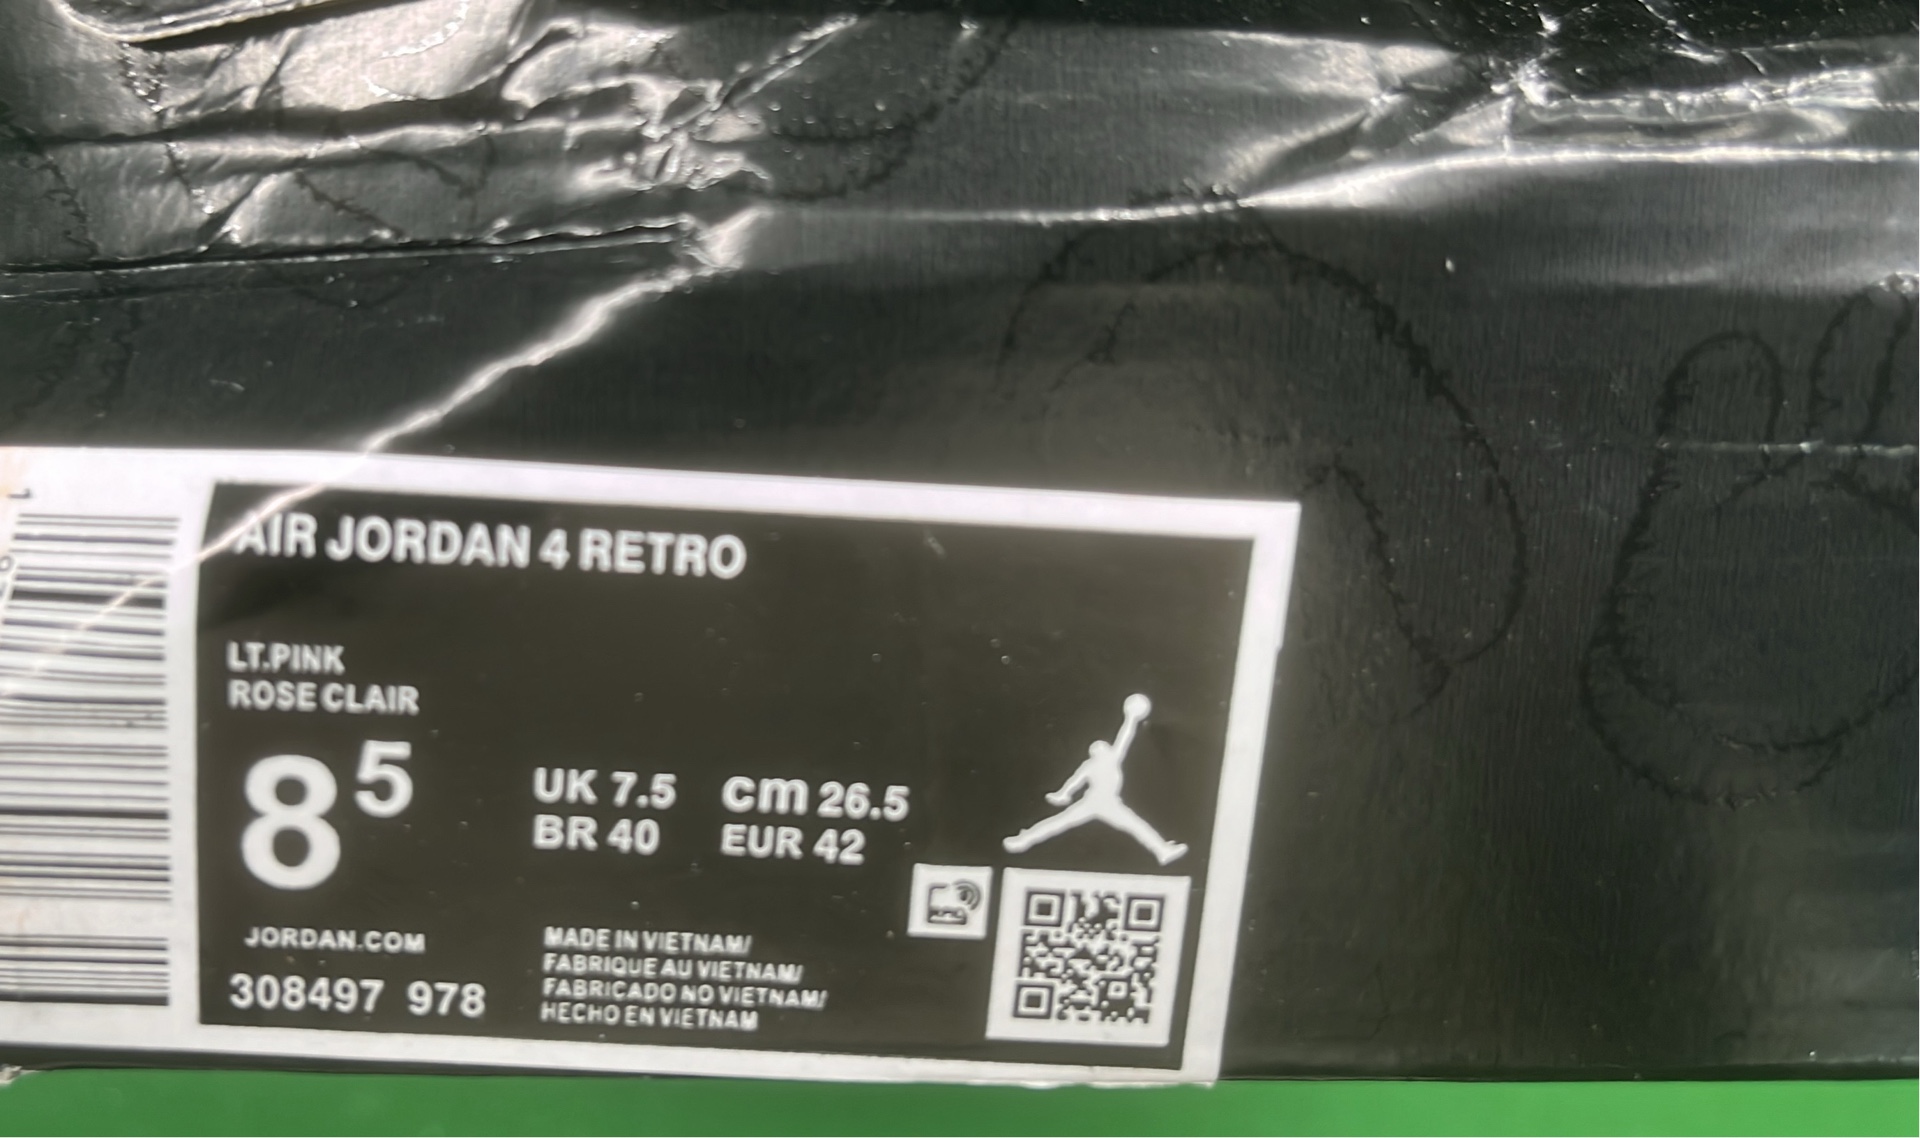 AIR JORDAN 4 RETRO
LT.PINK
ROSE CLAIR
8 5
UK 7.5 cm 26.5
BR 40 EUR 42
JORDAN.COM
308497 978
MADE IN VIETNAM/
FABRIQUE AU VIETNAM/
FABRICADO NO VIETNAM/
HECHO EN VIETNAM